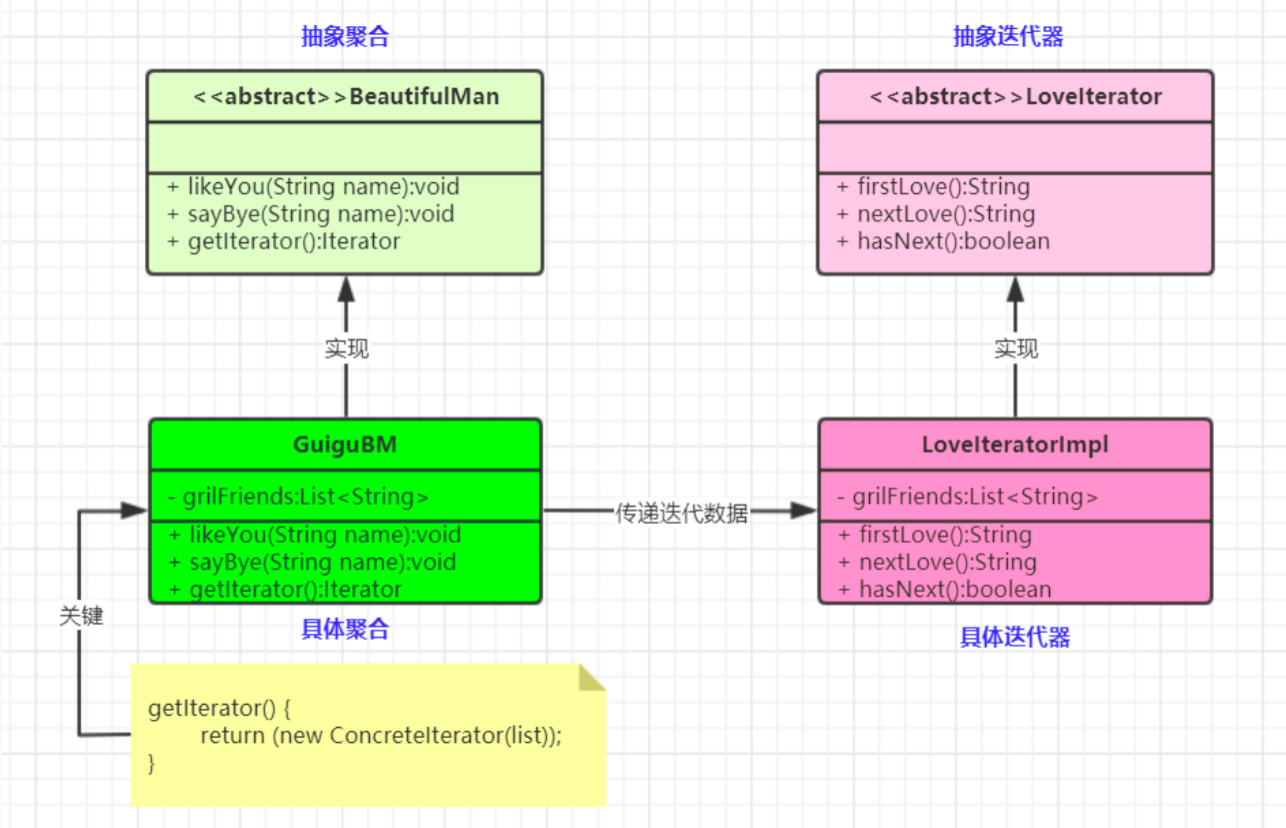 抽象聚合
<<abstract>>BeautifulMan
+ likeYou(String name):void
+ sayBye(String name):void
+ getIterator():Iterator
抽象迭代器
<<abstract>>LoveIterator
+ firstLove():String
+ nextLove():String
+ hasNext():boolean
实现
实现
GuiguBM
- grilFriends:List<String>
+ likeYou(String name):void
+ sayBye(String name):void
+ getIterator():Iterator
具体聚合
传递迭代数据
LoveIteratorImpl
- grilFriends:List<String>
+ firstLove():String
+ nextLove():String
+ hasNext():boolean
具体迭代器
关键
getIterator() {
return (new ConcreteIterator(list));
}